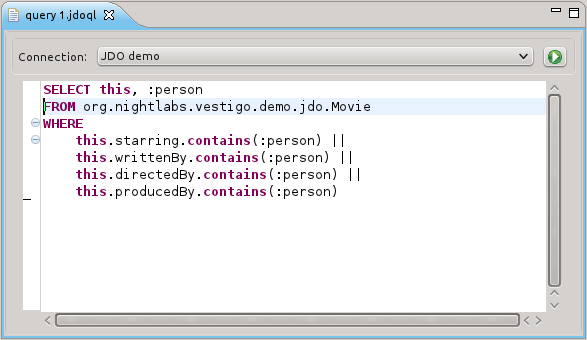 query 1.jdoql
Connection: JDO demo
SELECT this, :person
FROM org.nightlabs.vestigo.demo.jdo.Movie
WHERE
this.starring.contains(:person) ||
this.writtenBy.contains(:person) ||
this.directedBy.contains(:person) ||
this.producedBy.contains(:person)